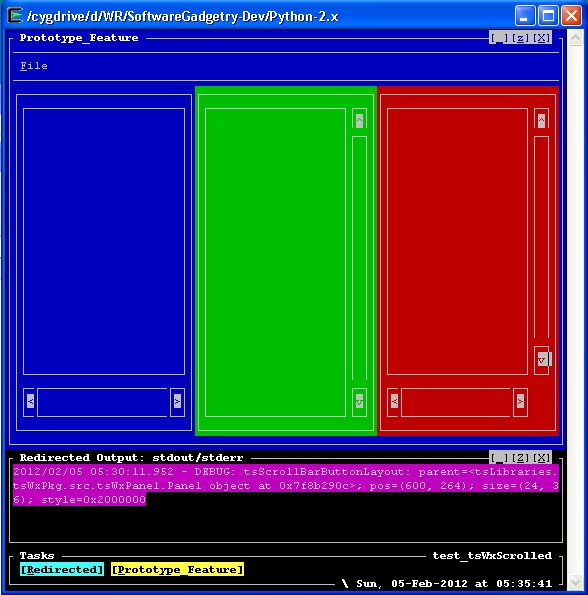 /cygdrive/d/WR/SoftwareGadgetry-Dev/Python-2.x
Prototype_Feature [_][Z][X]
File
^ ^
v
< > v < >
Redirected Output: stdout/stderr [_][Z][X]
2012/02/05 05:30:11.952 - DEBUG: tsScrollBarButtonLayout: parent=<tsLibraries.
tsWxPkg.src.tsWxPanel.Panel object at 0x7f8b290c>; pos=(600, 264); size=(24, 3
6); style=0x2000000
Tasks test_tsWxScrolled
[Redirected] [Prototype_Feature]
\ Sun, 05-Feb-2012 at 05:35:41